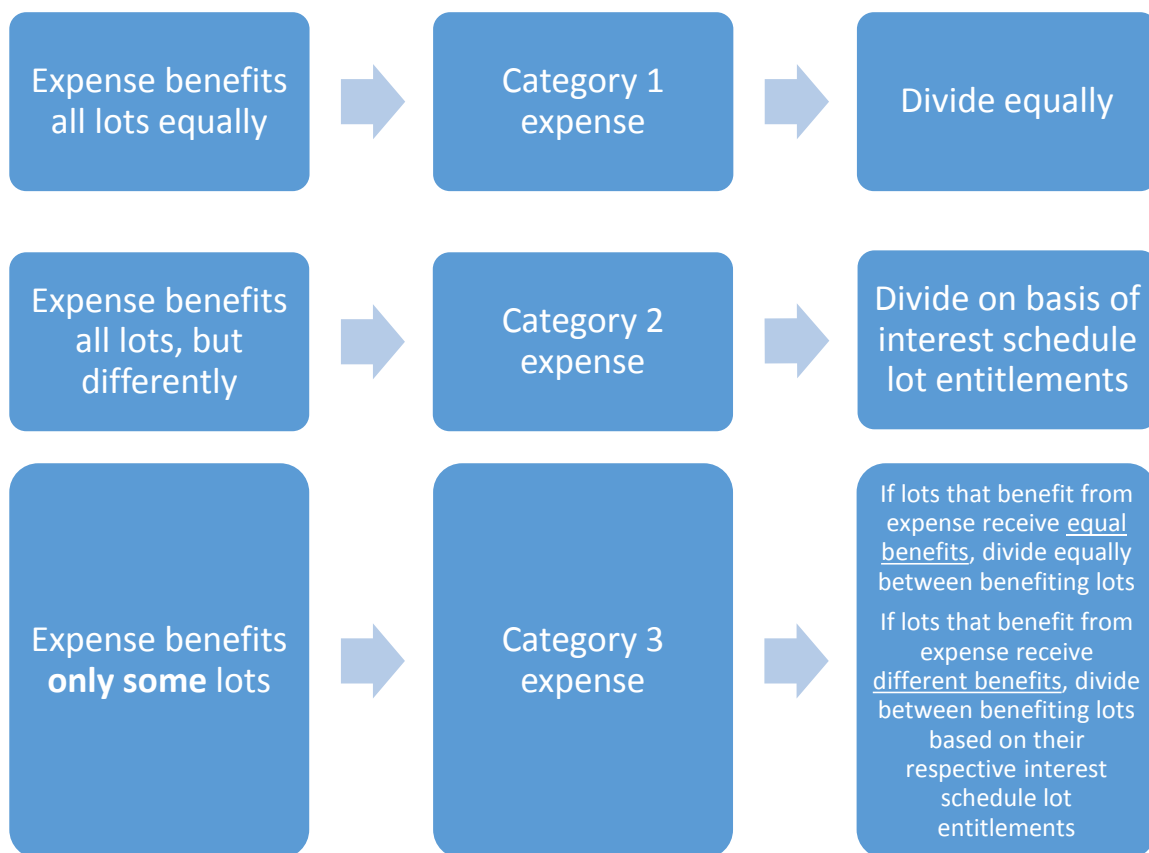 Expense benefits
all lots equally
Category 1
expense
Divide equally
Expense benefits
all lots, but
differently
Category 2
expense
Divide on basis of
interest schedule
lot entitlements
Expense benefits
only some lots
Category 3
expense
If lots that benefit from
expense receive equal
benefits, divide equally
between benefiting lots
If lots that benefit from
expense receive
different benefits, divide
between benefiting lots
based on their
respective interest
schedule lot
entitlements